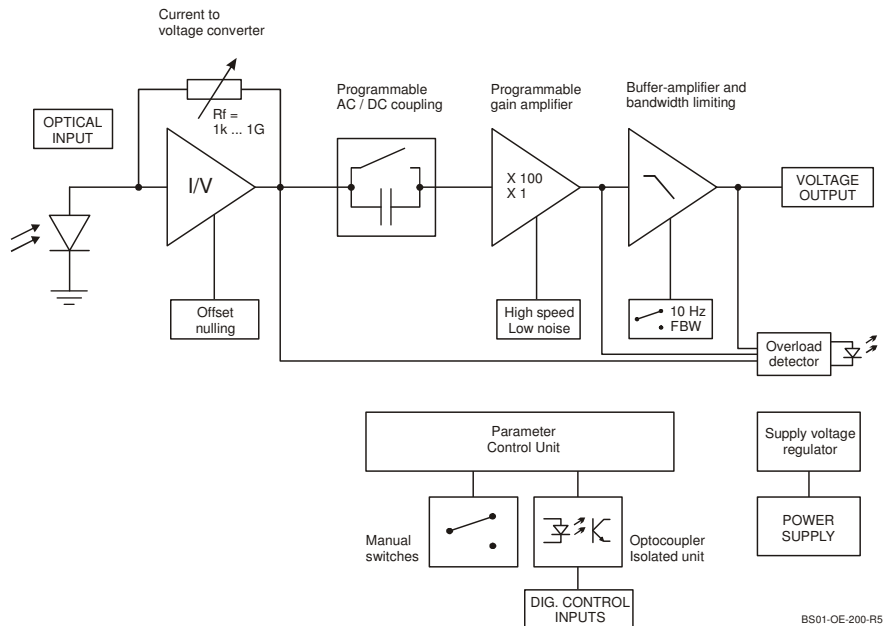 Current to
voltage converter
Programmable
AC / DC coupling
Programmable
gain amplifier
Buffer-amplifier and
bandwidth limiting
OPTICAL
INPUT
Rf =
1k ... 1G
I/V
X 100
X 1
VOLTAGE
OUTPUT
Offset
nulling
High speed
Low noise
10 Hz
FBW
Overload
detector
Parameter
Control Unit
Supply voltage
regulator
Manual
switches
Optocoupler
Isolated unit
POWER
SUPPLY
DIG. CONTROL
INPUTS
BS01-OE-200-R5